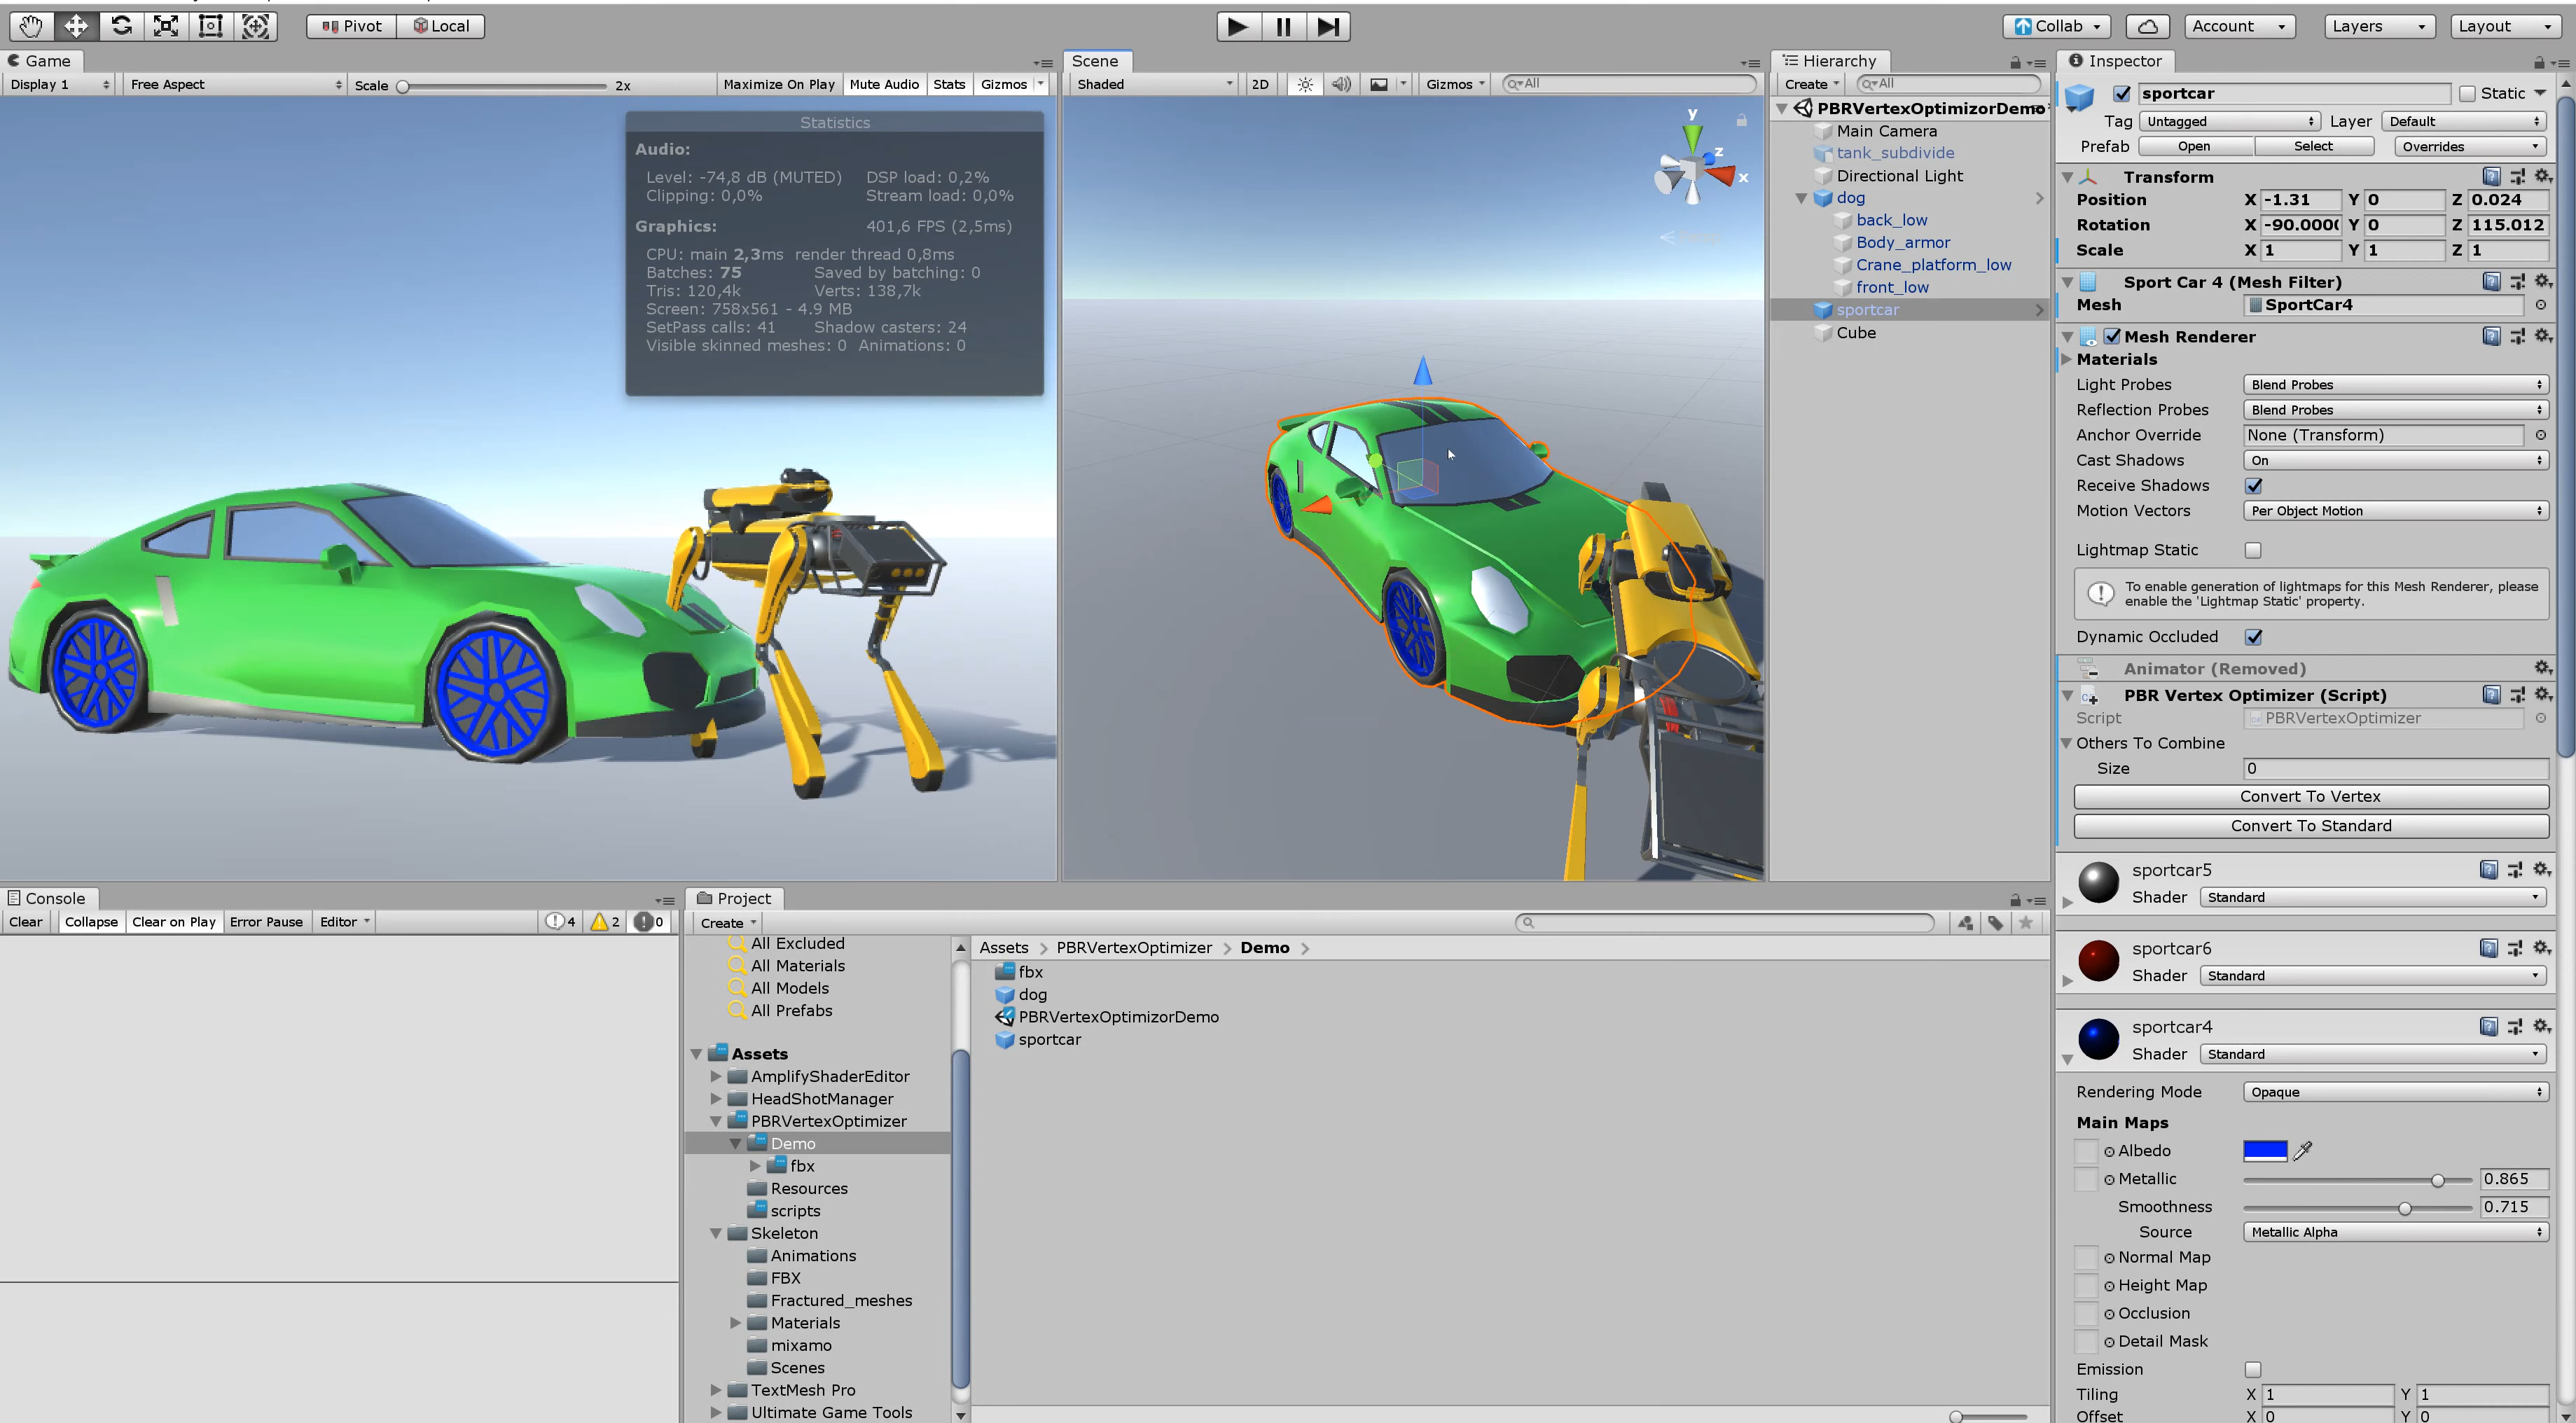 Pivot Local Collab Account Layers Layout
Game
Display 1 Free Aspect Scale 2x Maximize On Play Mute Audio Stats Gizmos
Statistics
Audio:
Level: -74,8 dB (MUTED) DSP load: 0,2%
Clipping: 0,0% Stream load: 0,0%
Graphics: 401,6 FPS (2,5ms)
CPU: main 2,3ms render thread 0,8ms
Batches: 75 Saved by batching: 0
Tris: 120,4k Verts: 138,7k
Screen: 758x561 - 4.9 MB
SetPass calls: 41 Shadow casters: 24
Visible skinned meshes: 0 Animations: 0
Scene
Shaded 2D Gizmos All
y
z
x
Hierarchy
Create All
PBRVertexOptimizorDemo*
Main Camera
tank_subdivide
Directional Light
dog
back_low
Body_armor
Crane_platform_low
front_low
sportcar
Cube
Inspector
sportcar Static
Tag Untagged Layer Default
Prefab Open Select Overrides
Transform
Position X -1.31 Y 0 Z 0.024
Rotation X -90.000( Y 0 Z 115.012
Scale X 1 Y 1 Z 1
Sport Car 4 (Mesh Filter)
Mesh SportCar4
Mesh Renderer
Materials
Light Probes Blend Probes
Reflection Probes Blend Probes
Anchor Override None (Transform)
Cast Shadows On
Receive Shadows
Motion Vectors Per Object Motion
Lightmap Static
To enable generation of lightmaps for this Mesh Renderer, please
enable the 'Lightmap Static' property.
Dynamic Occluded
Animator (Removed)
PBR Vertex Optimizer (Script)
Script PBRVertexOptimizer
Others To Combine
Size 0
Convert To Vertex
Convert To Standard
sportcar5
Shader Standard
sportcar6
Shader Standard
sportcar4
Shader Standard
Rendering Mode Opaque
Main Maps
Albedo
Metallic 0.865
Smoothness 0.715
Source Metallic Alpha
Normal Map
Height Map
Occlusion
Detail Mask
Emission
Tiling X 1 Y 1
Offset X 0 Y 0
Console
Clear Collapse Clear on Play Error Pause Editor 4 2 0
Project
Create
All Excluded
All Materials
All Models
All Prefabs
Assets
AmplifyShaderEditor
HeadShotManager
PBRVertexOptimizer
Demo
fbx
Resources
scripts
Skeleton
Animations
FBX
Fractured_meshes
Materials
mixamo
Scenes
TextMesh Pro
Ultimate Game Tools
Assets PBRVertexOptimizer Demo
fbx
dog
PBRVertexOptimizorDemo
sportcar